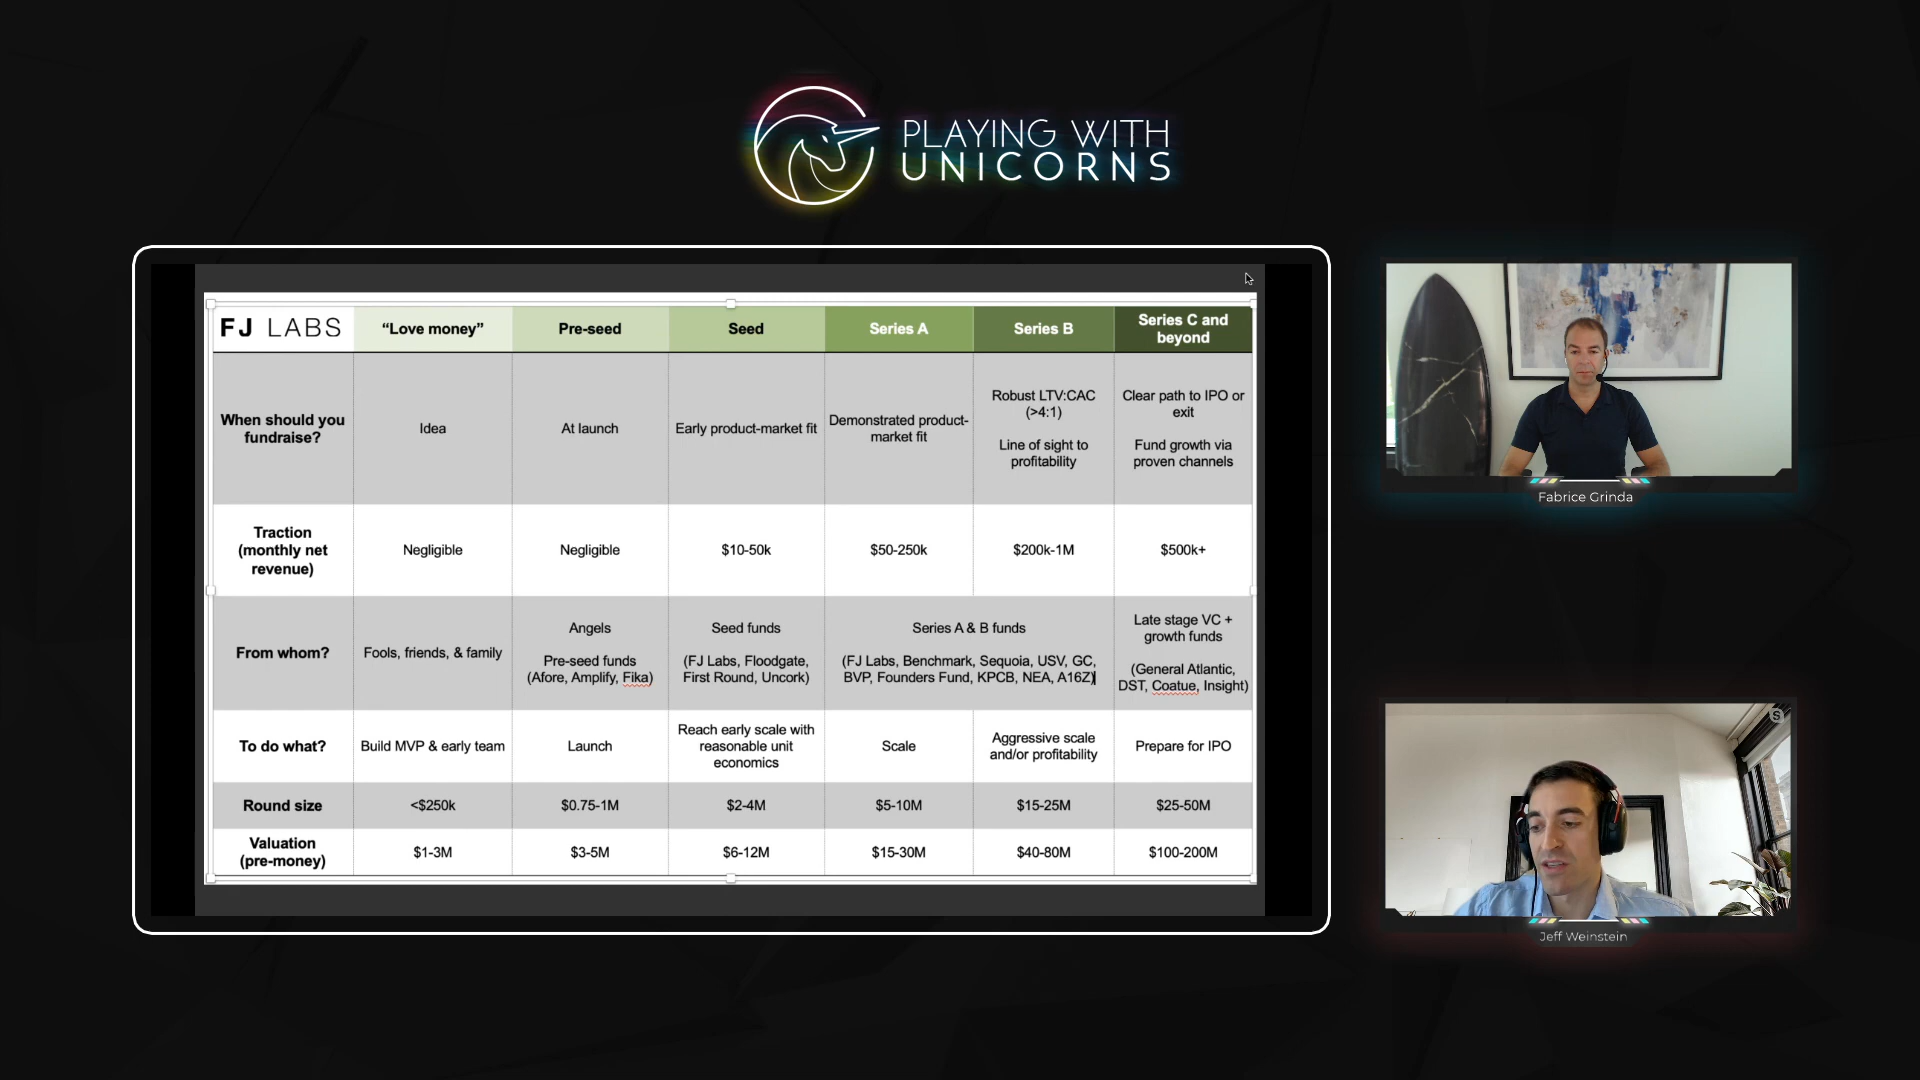 PLAYING WITH
UNICORNS
FJ LABS
“Love money”
Pre-seed
Seed
Series A
Series B
Series C and
beyond
When should you
fundraise?
Idea
At launch
Early product-market fit
Demonstrated product-
market fit
Robust LTV:CAC
(>4:1)
Line of sight to
profitability
Clear path to IPO or
exit
Fund growth via
proven channels
Traction
(monthly net
revenue)
Negligible
Negligible
$10-50k
$50-250k
$200k-1M
$500k+
From whom?
Fools, friends, & family
Angels
Pre-seed funds
(Afore, Amplify, Fika)
Seed funds
(FJ Labs, Floodgate,
First Round, Uncork)
Series A & B funds
(FJ Labs, Benchmark, Sequoia, USV, GC,
BVP, Founders Fund, KPCB, NEA, A16Z)
Late stage VC +
growth funds
(General Atlantic,
DST, Coatue, Insight)
To do what?
Build MVP & early team
Launch
Reach early scale with
reasonable unit
economics
Scale
Aggressive scale
and/or profitability
Prepare for IPO
Round size
<$250k
$0.75-1M
$2-4M
$5-10M
$15-25M
$25-50M
Valuation
(pre-money)
$1-3M
$3-5M
$6-12M
$15-30M
$40-80M
$100-200M
Fabrice Grinda
S
Jeff Weinstein